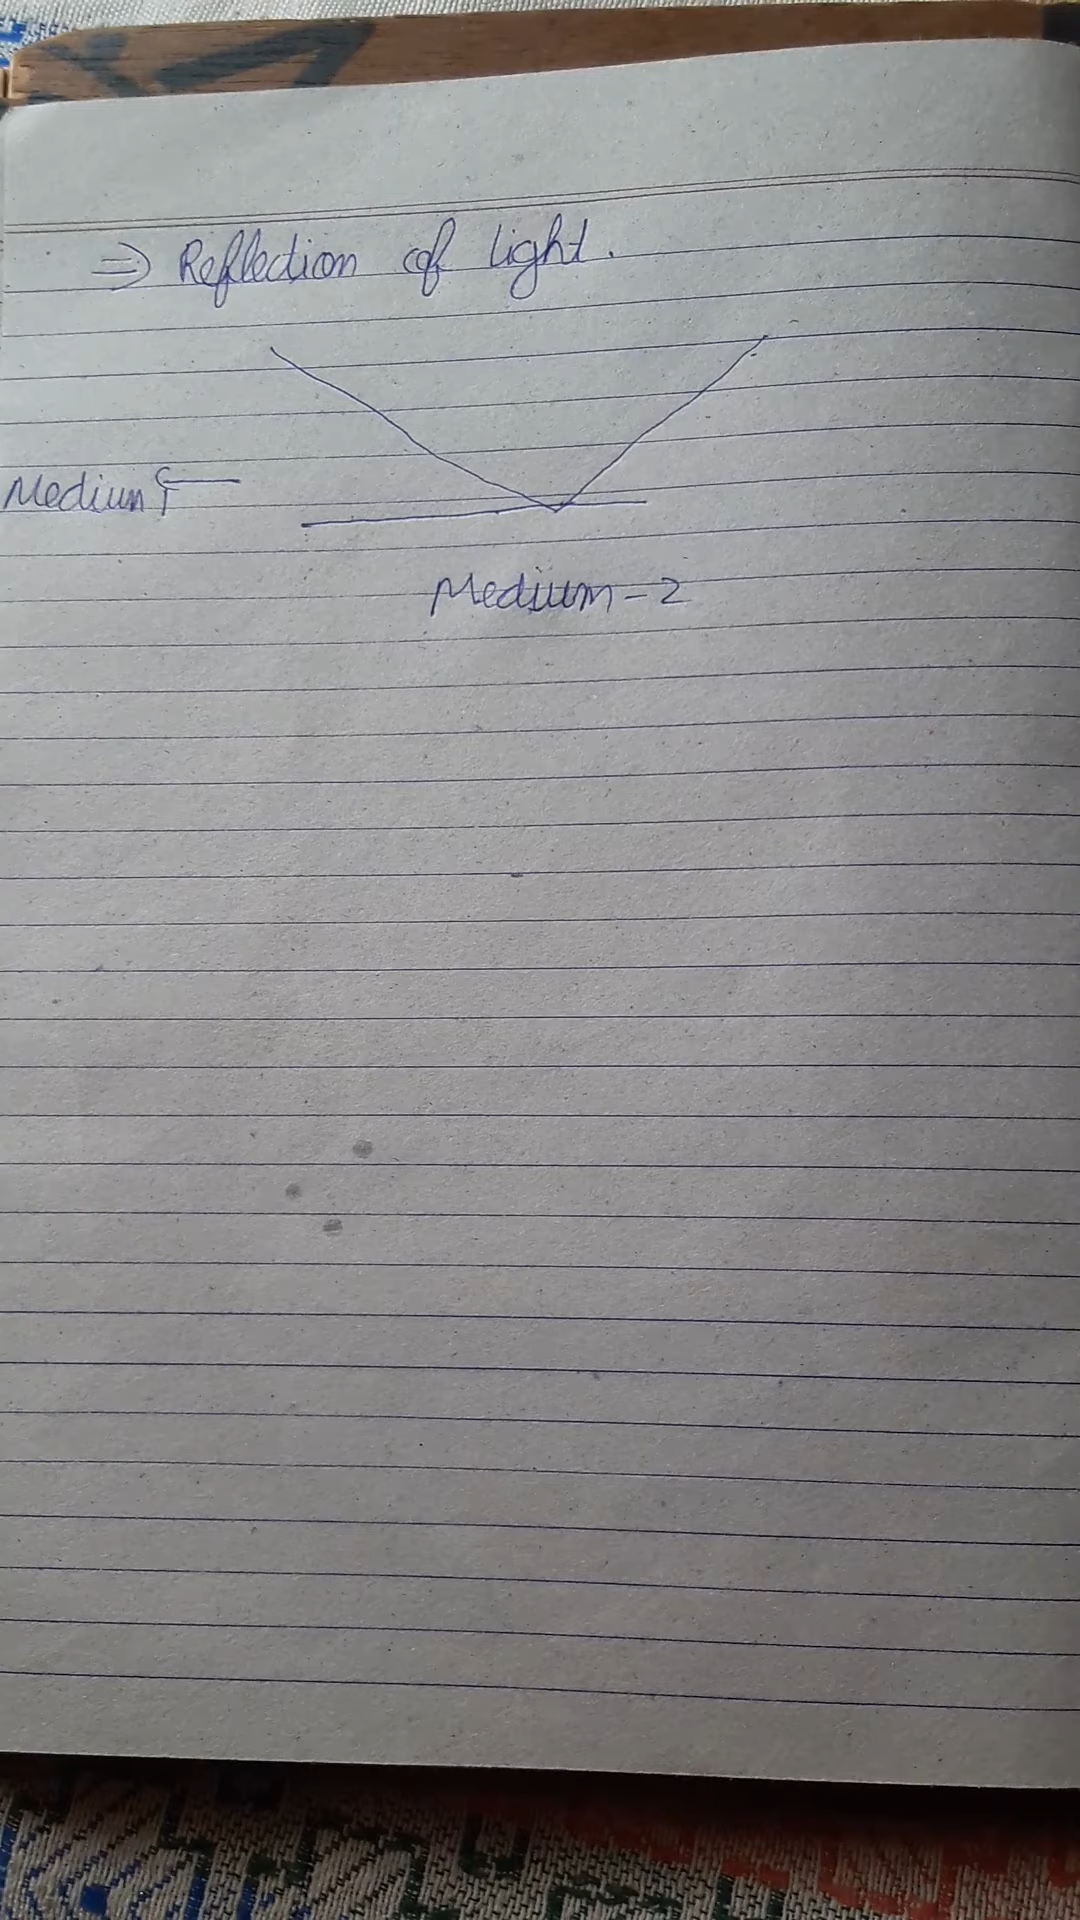 ⇒ Reflection of light.
Medium 1
Medium - 2